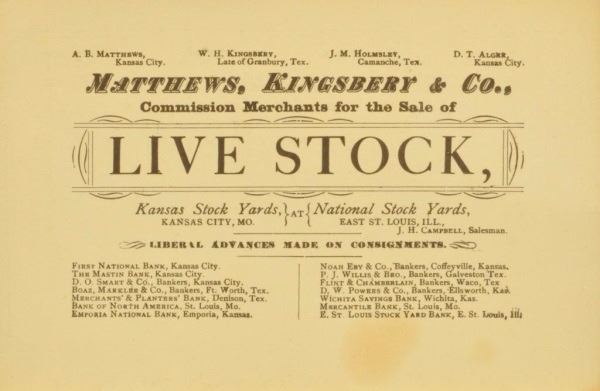 A. B. Matthews, W. H. Kingsbery, J. M. Holmsley, D. T. Alger,
Kansas City. Late of Granbury, Tex. Camanche, Tex. Kansas City.
Matthews, Kingsbery & Co.,
Commission Merchants for the Sale of
LIVE STOCK,
Kansas Stock Yards, } AT { National Stock Yards,
KANSAS CITY, MO. EAST ST. LOUIS, ILL.,
J. H. Campbell, Salesman.
LIBERAL ADVANCES MADE ON CONSIGNMENTS.
First National Bank, Kansas City.
The Mastin Bank, Kansas City.
D. O. Smart & Co., Bankers, Kansas City.
Boaz, Marklee & Co., Bankers, Ft. Worth, Tex.
Merchants' & Planters' Bank, Denison, Tex.
Bank of North America, St. Louis, Mo.
Emporia National Bank, Emporia, Kansas.
Noah Eby & Co., Bankers, Coffeyville, Kansas.
P. J. Willis & Bro., Bankers, Galveston Tex.
Flint & Chamberlain, Bankers, Waco, Tex
D. W. Powers & Co., Bankers, Ellsworth, Kas.
Wichita Savings Bank, Wichita, Kas.
Mercantile Bank, St. Louis, Mo.
E. St. Louis Stock Yard Bank, E. St. Louis, Ill